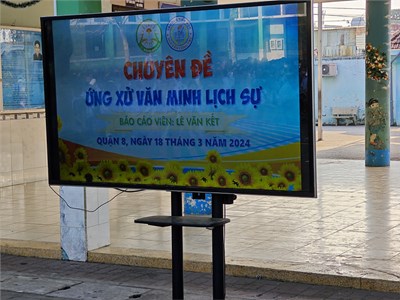 CHUYÊN ĐỀ
ỨNG XỬ VĂN MINH LỊCH SỰ
BÁO CÁO VIÊN: LÊ VĂN KẾT
QUẬN 8, NGÀY 18 THÁNG 3 NĂM 2024